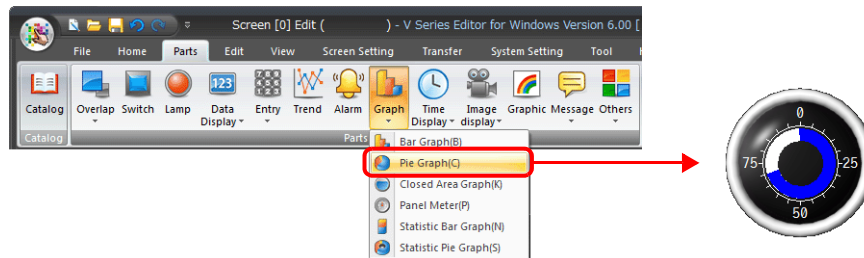 Screen [0] Edit ( ) - V Series Editor for Windows Version 6.00 [
File Home Parts Edit View Screen Setting Transfer System Setting Tool
Catalog Overlap Switch Lamp Data Display Entry Trend Alarm Graph Time Display Image display Graphic Message Others
Catalog Parts
Bar Graph(B)
Pie Graph(C)
Closed Area Graph(K)
Panel Meter(P)
Statistic Bar Graph(N)
Statistic Pie Graph(S)
123
0
75 25
50